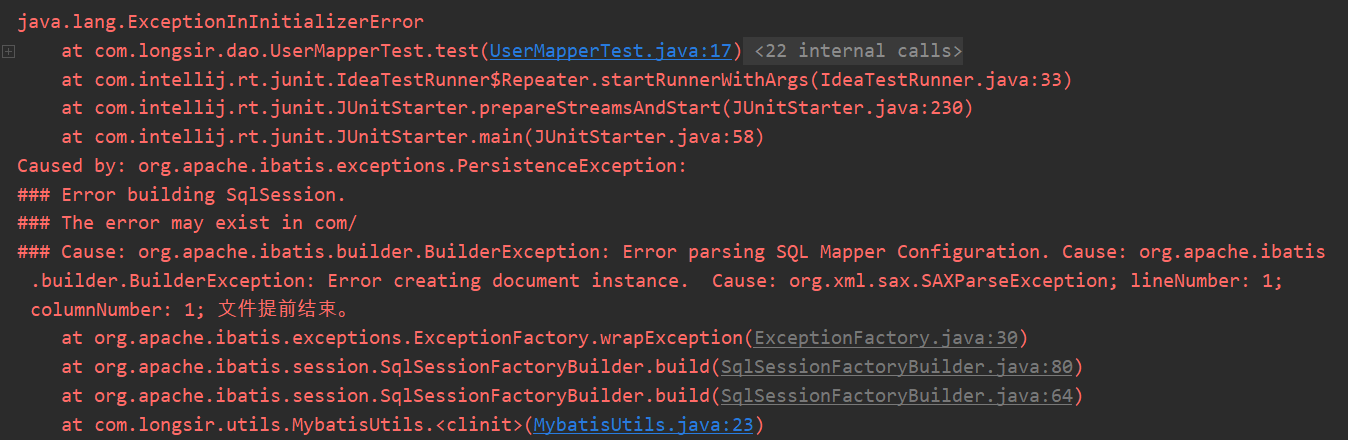 java.lang.ExceptionInInitializerError
at com.longsir.dao.UserMapperTest.test(UserMapperTest.java:17) <22 internal calls>
at com.intellij.rt.junit.IdeaTestRunner$Repeater.startRunnerWithArgs(IdeaTestRunner.java:33)
at com.intellij.rt.junit.JUnitStarter.prepareStreamsAndStart(JUnitStarter.java:230)
at com.intellij.rt.junit.JUnitStarter.main(JUnitStarter.java:58)
Caused by: org.apache.ibatis.exceptions.PersistenceException:
### Error building SqlSession.
### The error may exist in com/
### Cause: org.apache.ibatis.builder.BuilderException: Error parsing SQL Mapper Configuration. Cause: org.apache.ibatis
.builder.BuilderException: Error creating document instance.  Cause: org.xml.sax.SAXParseException; lineNumber: 1;
columnNumber: 1; 文件提前结束。
at org.apache.ibatis.exceptions.ExceptionFactory.wrapException(ExceptionFactory.java:30)
at org.apache.ibatis.session.SqlSessionFactoryBuilder.build(SqlSessionFactoryBuilder.java:80)
at org.apache.ibatis.session.SqlSessionFactoryBuilder.build(SqlSessionFactoryBuilder.java:64)
at com.longsir.utils.MybatisUtils.<clinit>(MybatisUtils.java:23)